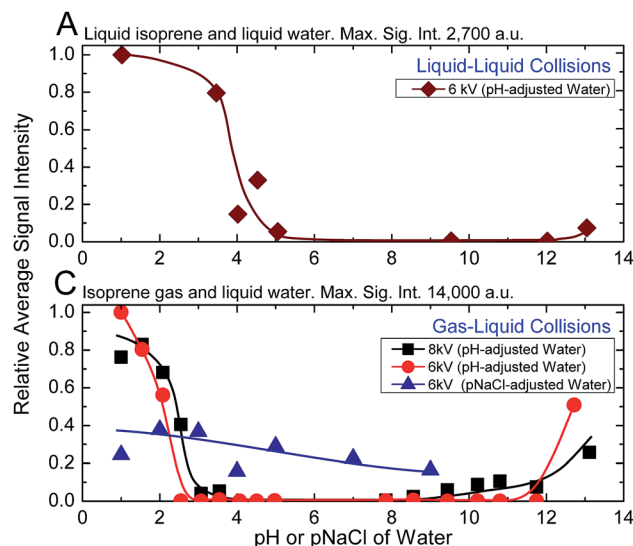 A
Liquid isoprene and liquid water. Max. Sig. Int. 2,700 a.u.
Liquid-Liquid Collisions
6 kV (pH-adjusted Water)
1.0
0.8
0.6
0.4
0.2
0.0
0 2 4 6 8 10 12 14
Relative Average Signal Intensity
C
Isoprene gas and liquid water. Max. Sig. Int. 14,000 a.u.
Gas-Liquid Collisions
8kV (pH-adjusted Water)
6kV (pH-adjusted Water)
6kV (pNaCl-adjusted Water)
1.0
0.8
0.6
0.4
0.2
0.0
0 2 4 6 8 10 12 14
pH or pNaCl of Water